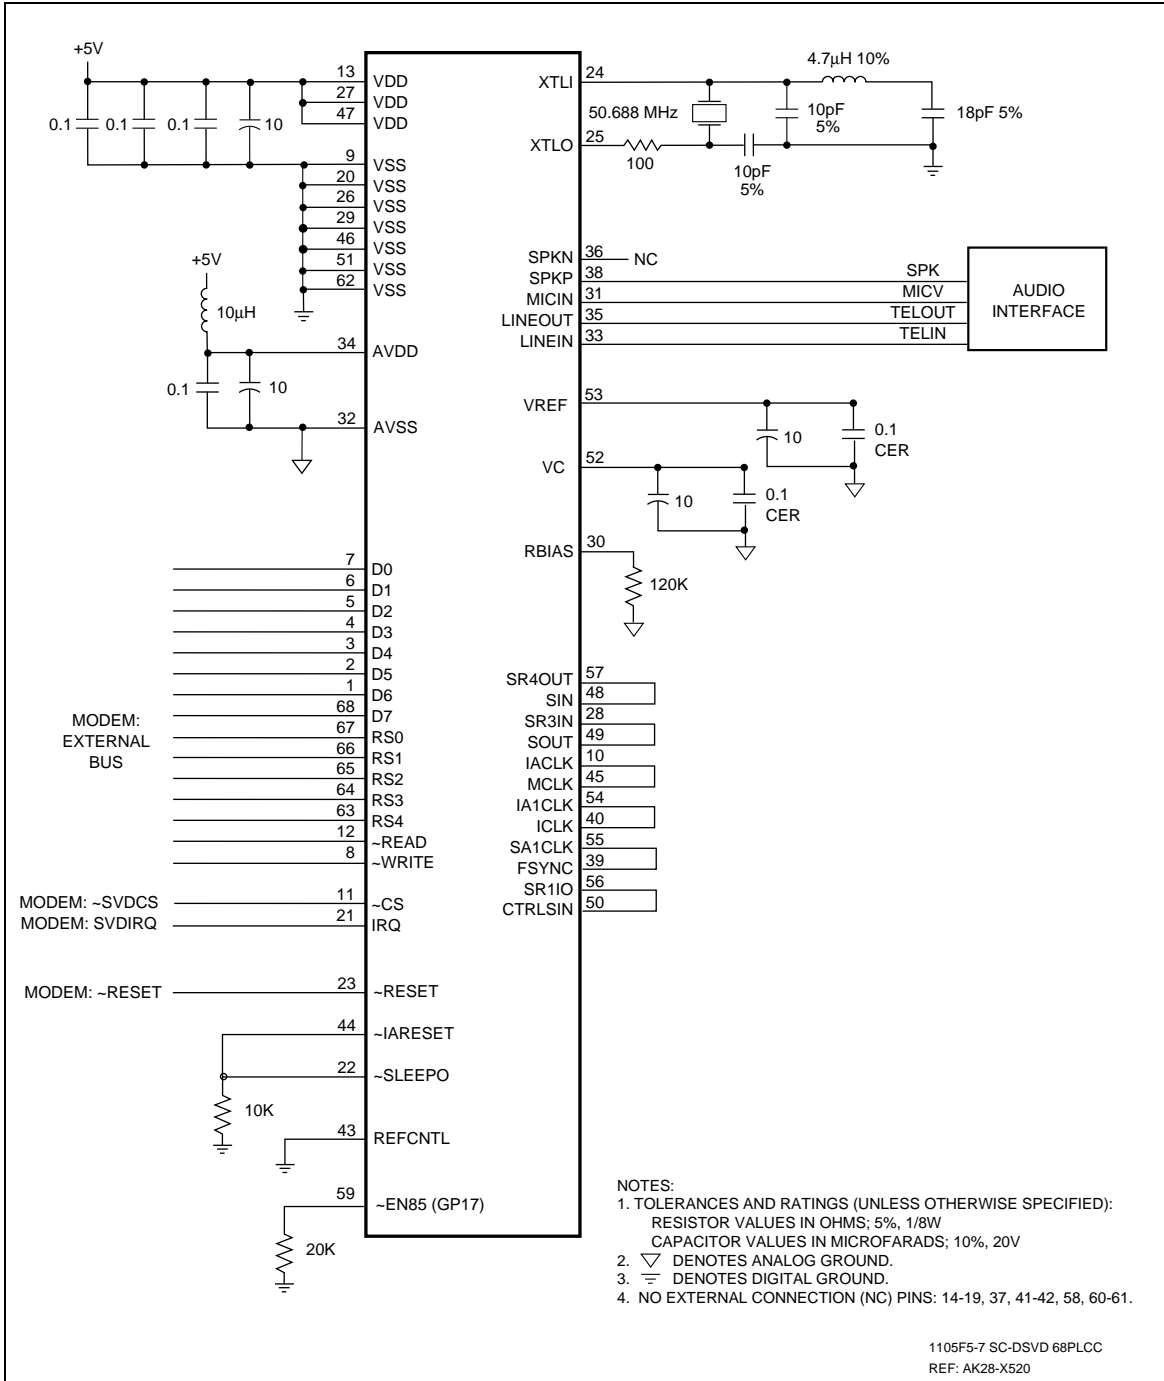 +5V
0.1
0.1
0.1
10
13 VDD
27 VDD
47 VDD
9 VSS
20 VSS
26 VSS
29 VSS
46 VSS
51 VSS
62 VSS
+5V
10µH
0.1
10
34 AVDD
32 AVSS
7 D0
6 D1
5 D2
4 D3
3 D4
2 D5
1 D6
68 D7
67 RS0
66 RS1
65 RS2
64 RS3
63 RS4
12 ~READ
8 ~WRITE
MODEM:
EXTERNAL
BUS
MODEM: ~SVDCS 11 ~CS
MODEM: SVDIRQ 21 IRQ
MODEM: ~RESET 23 ~RESET
44 ~IARESET
22 ~SLEEPO
10K
43 REFCNTL
59 ~EN85 (GP17)
20K
XTLI 24
50.688 MHz
XTLO 25
100
10pF
5%
10pF
5%
4.7µH 10%
18pF 5%
SPKN 36 NC
SPKP 38 SPK
MICIN 31 MICV
LINEOUT 35 TELOUT
LINEIN 33 TELIN
AUDIO
INTERFACE
VREF 53
10
0.1
CER
VC 52
10
0.1
CER
RBIAS 30
120K
SR4OUT 57
SIN 48
SR3IN 28
SOUT 49
IACLK 10
MCLK 45
IA1CLK 54
ICLK 40
SA1CLK 55
FSYNC 39
SR1IO 56
CTRLSIN 50
NOTES:
1. TOLERANCES AND RATINGS (UNLESS OTHERWISE SPECIFIED):
RESISTOR VALUES IN OHMS; 5%, 1/8W
CAPACITOR VALUES IN MICROFARADS; 10%, 20V
2. DENOTES ANALOG GROUND.
3. DENOTES DIGITAL GROUND.
4. NO EXTERNAL CONNECTION (NC) PINS: 14-19, 37, 41-42, 58, 60-61.
1105F5-7 SC-DSVD 68PLCC
REF: AK28-X520